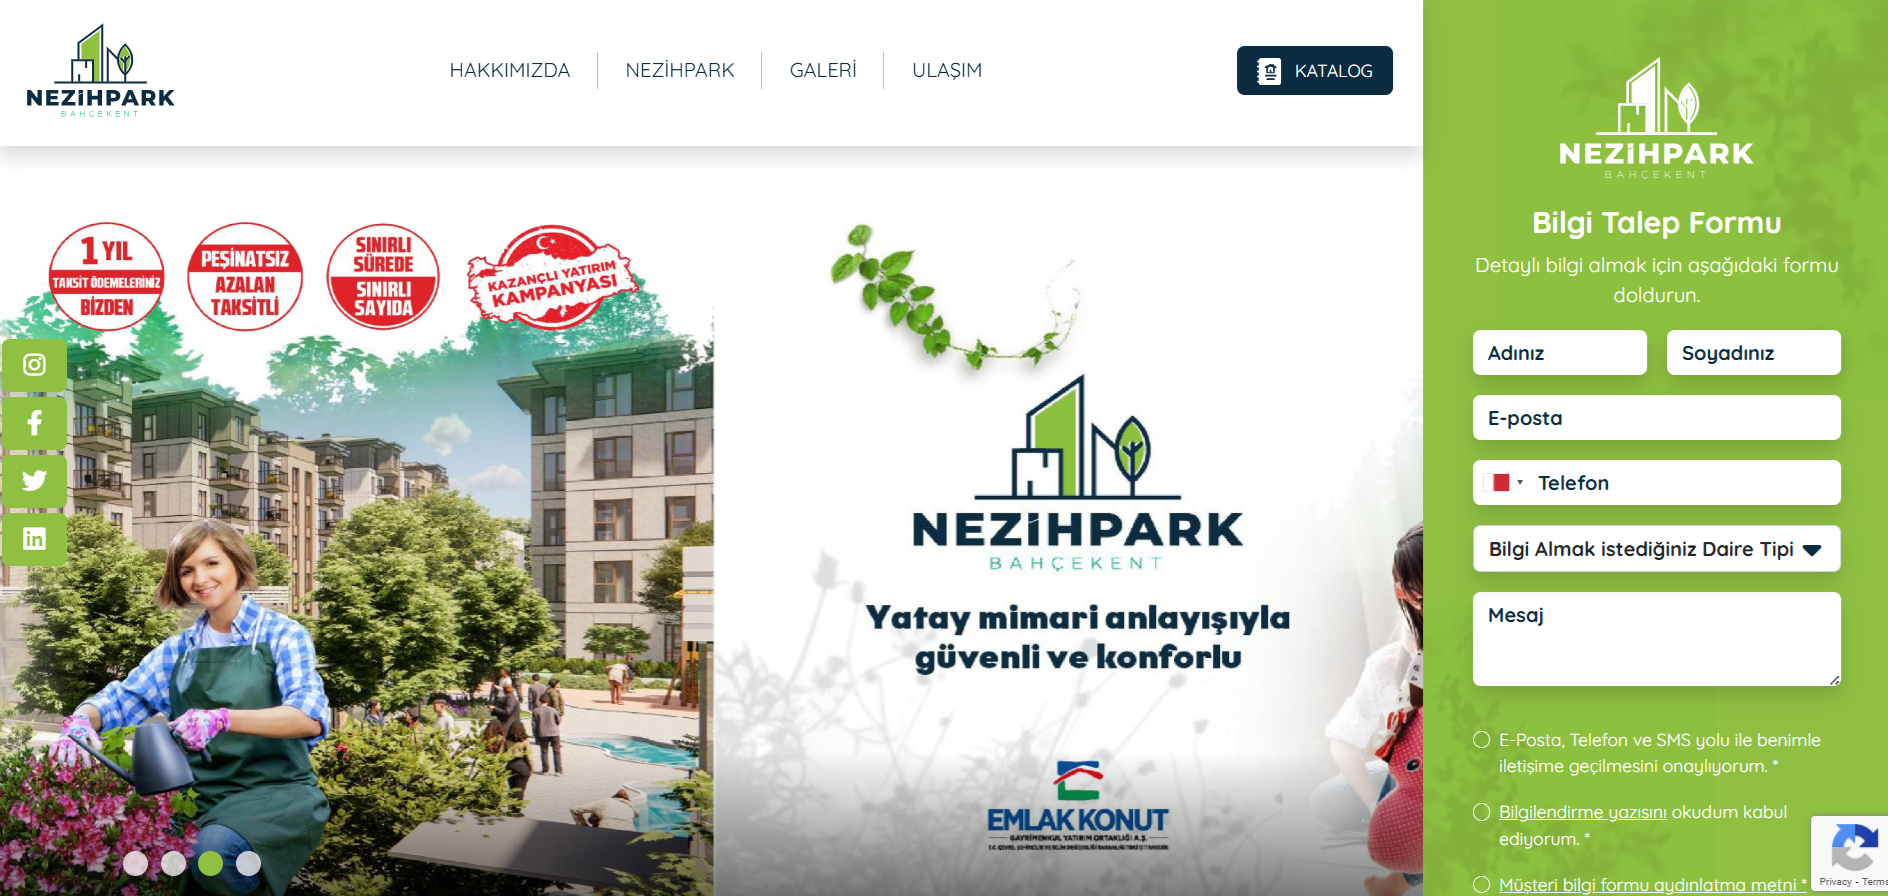 NEZİHPARK
BAHÇEKENT
HAKKIMIZDA
NEZİHPARK
GALERİ
ULAŞIM
KATALOG
1 YIL
TAKSİT ÖDEMELERİNİZ
BİZDEN
PEŞİNATSIZ
AZALAN
TAKSİTLİ
SINIRLI
SÜREDE
SINIRLI
SAYIDA
KAZANÇLI YATIRIM
KAMPANYASI
NEZİHPARK
BAHÇEKENT
Yatay mimari anlayışıyla
güvenli ve konforlu
EMLAK KONUT
GAYRİMENKUL YATIRIM ORTAKLIĞI A.Ş.
NEZİHPARK
BAHÇEKENT
Bilgi Talep Formu
Detaylı bilgi almak için aşağıdaki formu
doldurun.
Adınız
Soyadınız
E-posta
Telefon
Bilgi Almak istediğiniz Daire Tipi
Mesaj
E-Posta, Telefon ve SMS yolu ile benimle
iletişime geçilmesini onaylıyorum. *
Bilgilendirme yazısını okudum kabul
ediyorum. *
Müşteri bilgi formu aydınlatma metni *
Privacy - Terms